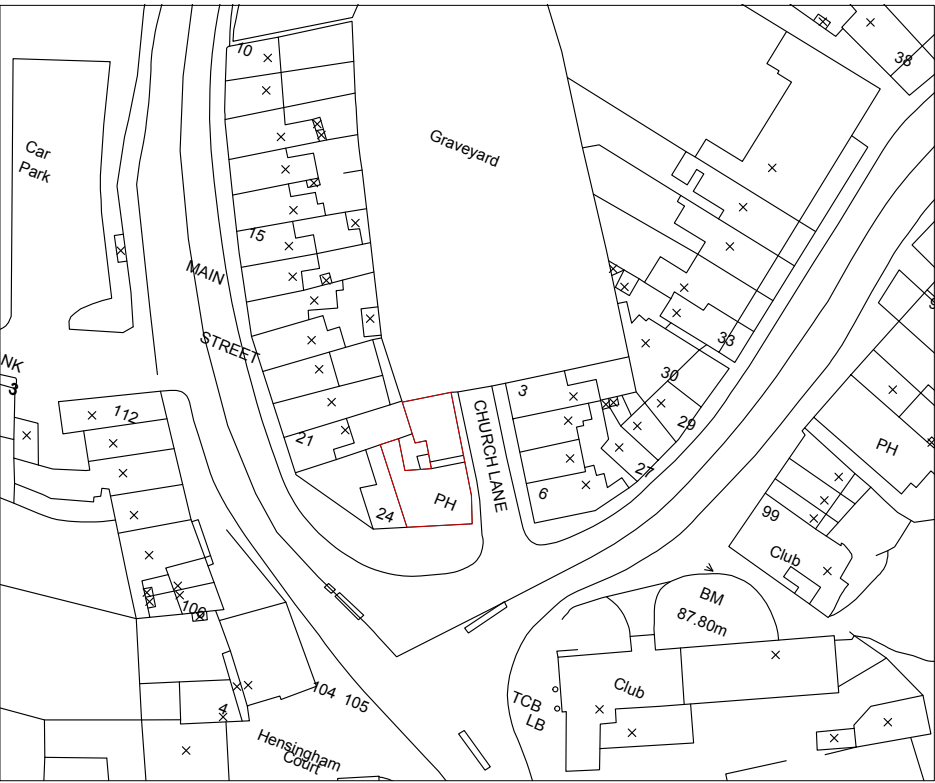 10
38
Car
Park
Graveyard
15
MAIN
STREET
33
NK
3
30
3
112
CHURCH LANE
29
21
PH
27
6
PH
24
99
Club
BM
87.80m
106
104 105
Club
TCB
LB
4
Hensingham
Court